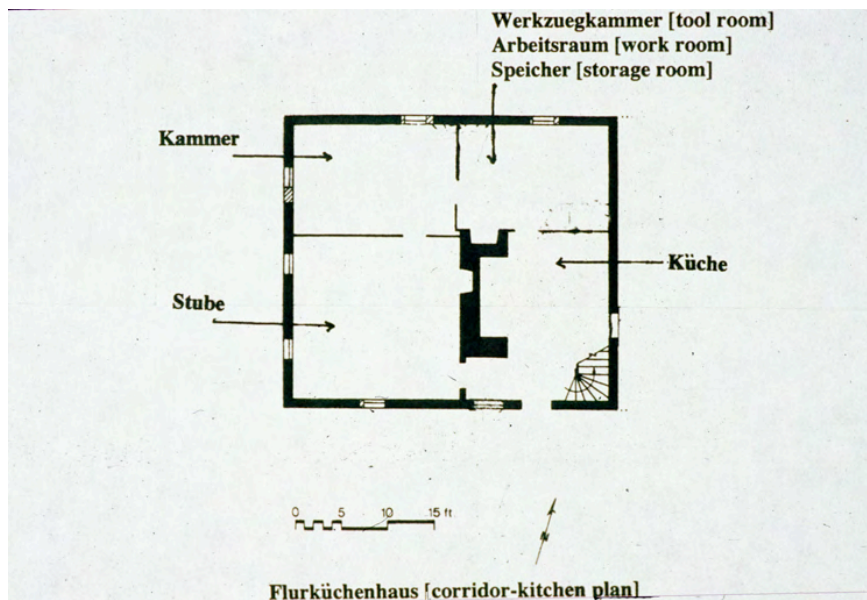 Werkzuegkammer [tool room]
Arbeitsraum [work room]
Speicher [storage room]
Kammer
Küche
Stube
0 5 10 15 ft.
N
Flurküchenhaus [corridor-kitchen plan]